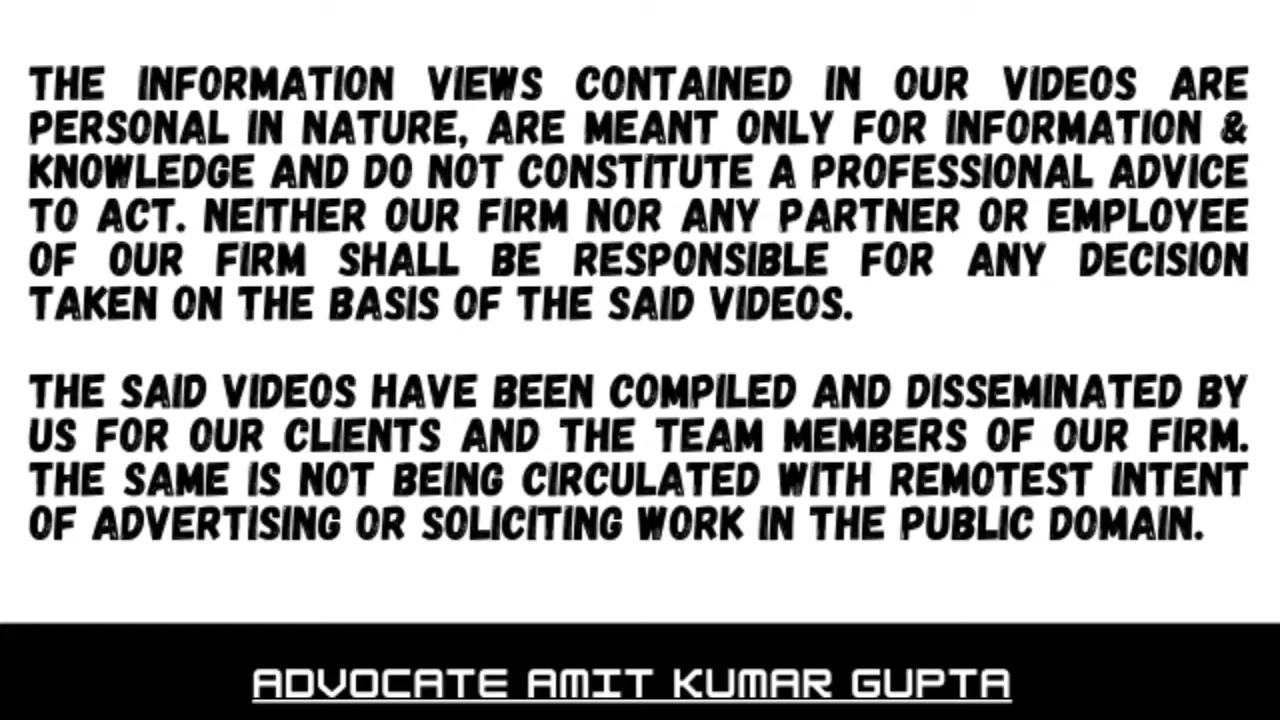 THE INFORMATION VIEWS CONTAINED IN OUR VIDEOS ARE
PERSONAL IN NATURE, ARE MEANT ONLY FOR INFORMATION &
KNOWLEDGE AND DO NOT CONSTITUTE A PROFESSIONAL ADVICE
TO ACT. NEITHER OUR FIRM NOR ANY PARTNER OR EMPLOYEE
OF OUR FIRM SHALL BE RESPONSIBLE FOR ANY DECISION
TAKEN ON THE BASIS OF THE SAID VIDEOS.
THE SAID VIDEOS HAVE BEEN COMPILED AND DISSEMINATED BY
US FOR OUR CLIENTS AND THE TEAM MEMBERS OF OUR FIRM.
THE SAME IS NOT BEING CIRCULATED WITH REMOTEST INTENT
OF ADVERTISING OR SOLICITING WORK IN THE PUBLIC DOMAIN.
ADVOCATE AMIT KUMAR GUPTA